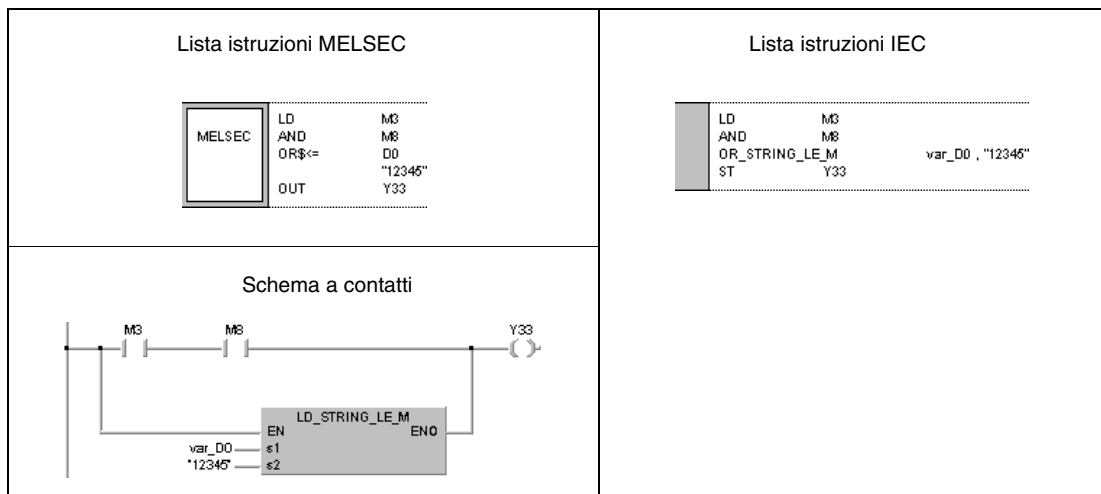 Lista istruzioni MELSEC
MELSEC
LD M3
AND M8
OR$<= D0
"12345"
OUT Y33
Lista istruzioni IEC
LD M3
AND M8
OR_STRING_LE_M var_D0 , "12345"
ST Y33
Schema a contatti
M3 M8 Y33
LD_STRING_LE_M
EN ENO
var_D0 s1
"12345" s2